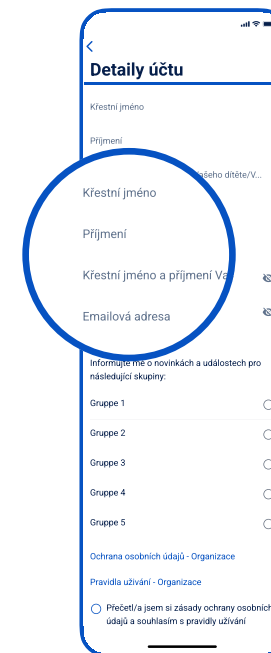 Detaily účtu
Křestní jméno
Příjmení
ašeho dítěte/V...
Křestní jméno
Příjmení
Křestní jméno a příjmení Va
Emailová adresa
Informujte mě o novinkách a událostech pro
následující skupiny:
Gruppe 1
Gruppe 2
Gruppe 3
Gruppe 4
Gruppe 5
Ochrana osobních údajů - Organizace
Pravidla užívání - Organizace
Přečetl/a jsem si zásady ochrany osobních
údajů a souhlasím s pravidly užívání